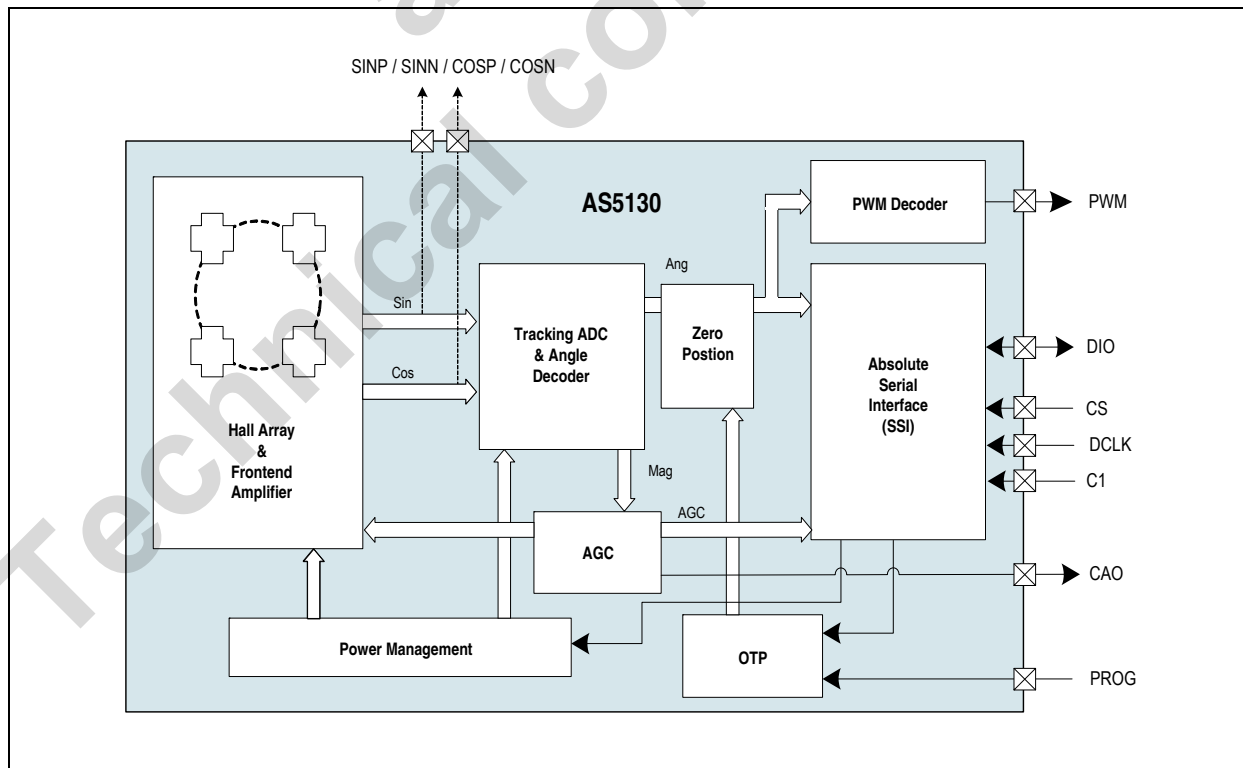 SINP / SINN / COSP / COSN
AS5130
PWM Decoder
PWM
Ang
Sin
Cos
Tracking ADC
& Angle
Decoder
Zero
Postion
Absolute
Serial
Interface
(SSI)
DIO
CS
DCLK
C1
Hall Array
&
Frontend
Amplifier
Mag
AGC
AGC
CAO
Power Management
OTP
PROG
Technical co
a